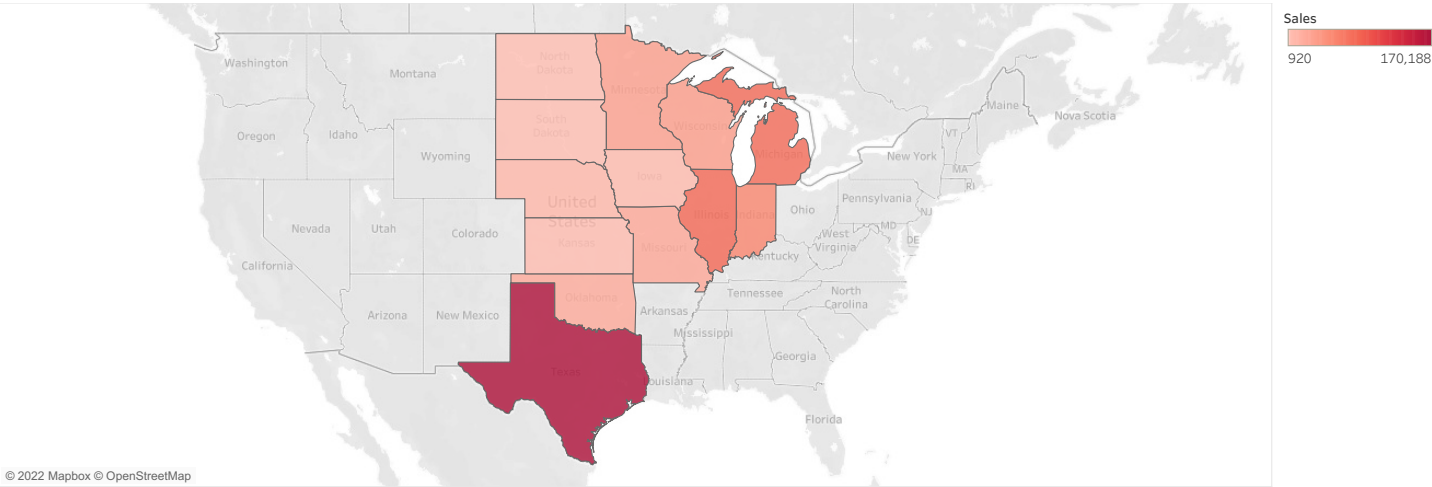 Sales
920 170,188
Washington
Montana
North
Dakota
Minnesota
Maine
Nova Scotia
Oregon
Idaho
South
Dakota
Wisconsin
VT
Wyoming
Michigan
New York
MA
Iowa
RI
United
States
Illinois
Indiana
Ohio
Pennsylvania
NJ
Nevada
Utah
Colorado
Kansas
Missouri
West
Virginia
MD
DE
California
Kentucky
Arizona
New Mexico
Oklahoma
Arkansas
Tennessee
North
Carolina
Mississippi
Texas
Louisiana
Georgia
Florida
© 2022 Mapbox © OpenStreetMap